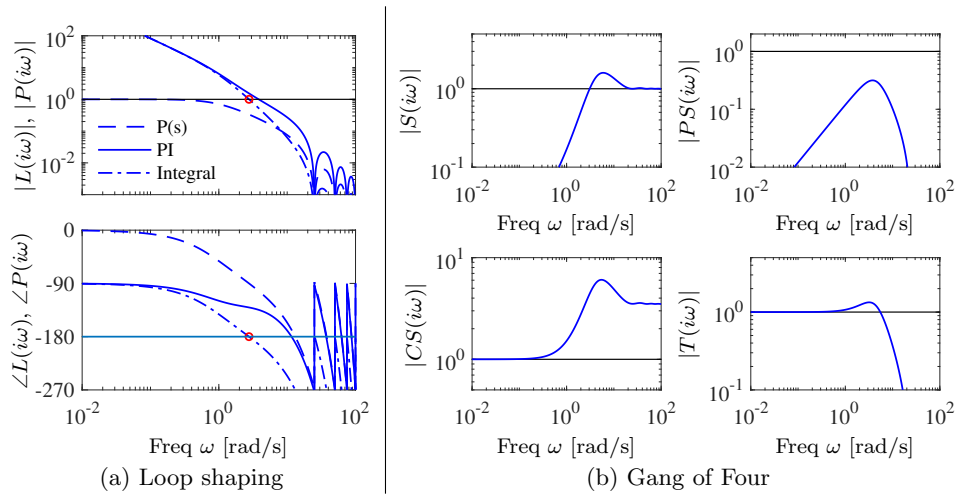 |L(iω)|, |P(iω)|
10^2
10^0
10^-2
P(s)
PI
Integral
∠L(iω), ∠P(iω)
0
-90
-180
-270
10^-2 10^0 10^2
Freq ω [rad/s]
(a) Loop shaping
|S(iω)|
10^0
10^-1
10^-2 10^0 10^2
Freq ω [rad/s]
|PS(iω)|
10^0
10^-1
10^-2
10^-2 10^0 10^2
Freq ω [rad/s]
|CS(iω)|
10^1
10^0
10^-2 10^0 10^2
Freq ω [rad/s]
|T(iω)|
10^0
10^-1
10^-2 10^0 10^2
Freq ω [rad/s]
(b) Gang of Four